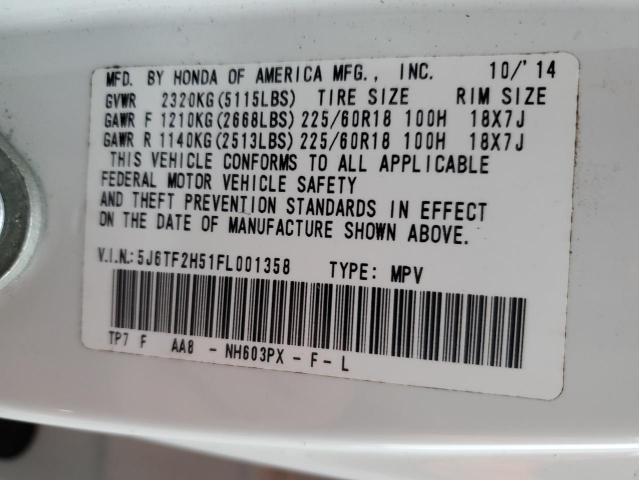 MFD. BY HONDA OF AMERICA MFG., INC. 10/'14
GVWR 2320KG(5115LBS) TIRE SIZE RIM SIZE
GAWR F 1210KG(2668LBS) 225/60R18 100H 18X7J
GAWR R 1140KG(2513LBS) 225/60R18 100H 18X7J
THIS VEHICLE CONFORMS TO ALL APPLICABLE
FEDERAL MOTOR VEHICLE SAFETY
AND THEFT PREVENTION STANDARDS IN EFFECT
ON THE DATE OF MANUFACTURE SHOWN ABOVE.
V.I.N.: 5J6TF2H51FL001358 TYPE: MPV
TP7 F AA8 - NH603PX - F - L